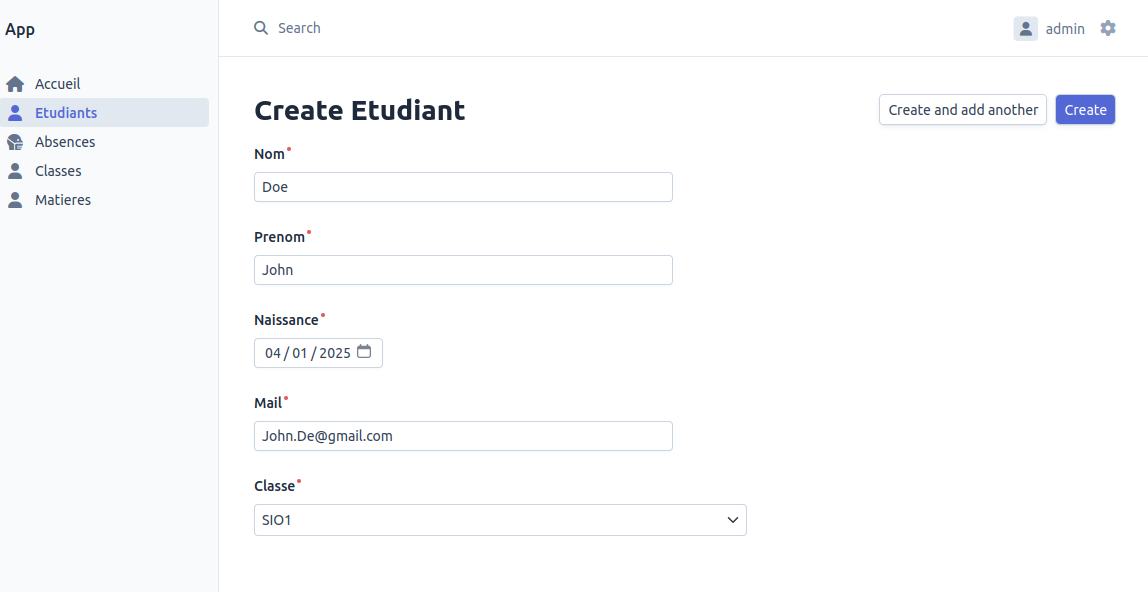 App
Search
admin
Accueil
Etudiants
Absences
Classes
Matieres
Create Etudiant
Create and add another
Create
Nom*
Doe
Prenom*
John
Naissance*
04/01/2025
Mail*
John.De@gmail.com
Classe*
SIO1